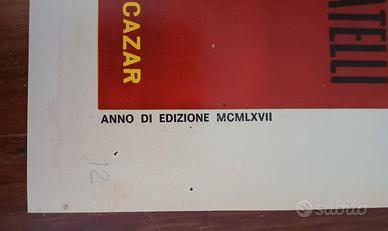 CAZAR
ATELLI
ANNO DI EDIZIONE MCMLXVII
12
subito